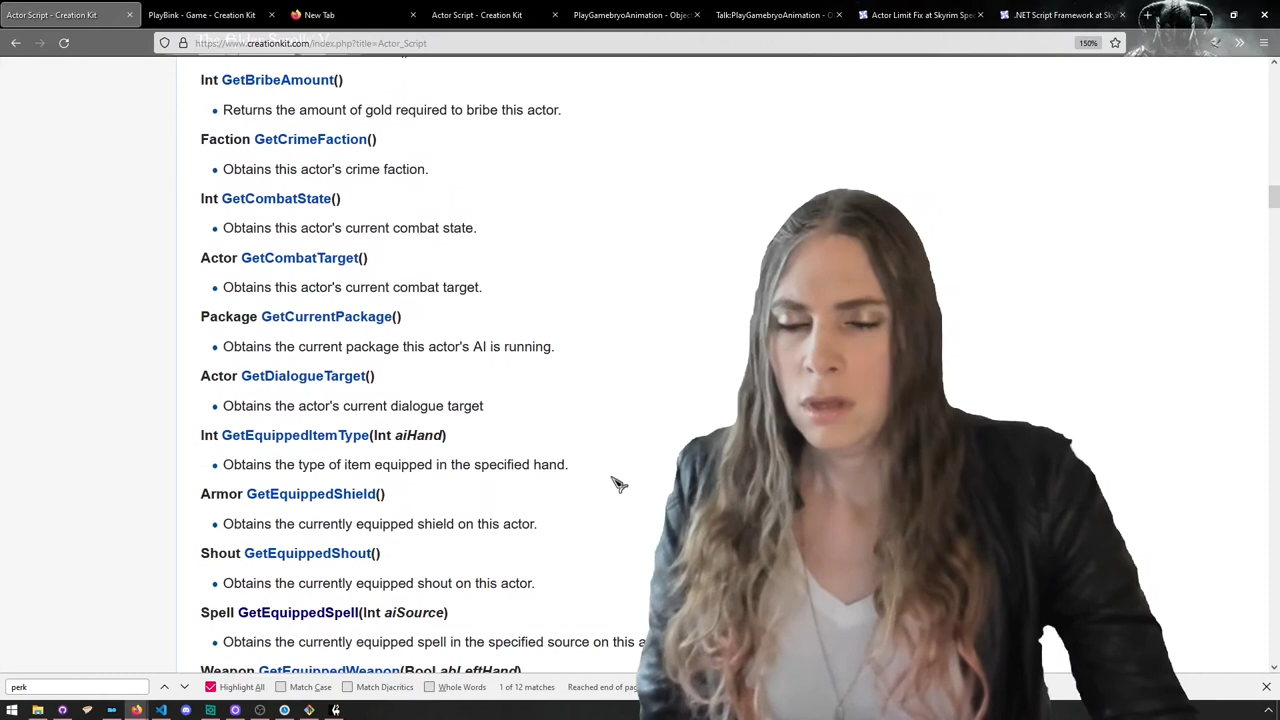 Actor Script - Creation Kit
PlayBink - Game - Creation Kit
New Tab
Actor Script - Creation Kit
PlayGamebryoAnimation - Objec
Talk:PlayGamebryoAnimation - O
Actor Limit Fix at Skyrim Spe
.NET Script Framework at Sky
https://www.creationkit.com/index.php?title=Actor_Script
150%
Int GetBribeAmount()
Returns the amount of gold required to bribe this actor.
Faction GetCrimeFaction()
Obtains this actor's crime faction.
Int GetCombatState()
Obtains this actor's current combat state.
Actor GetCombatTarget()
Obtains this actor's current combat target.
Package GetCurrentPackage()
Obtains the current package this actor's AI is running.
Actor GetDialogueTarget()
Obtains the actor's current dialogue target
Int GetEquippedItemType(Int aiHand)
Obtains the type of item equipped in the specified hand.
Armor GetEquippedShield()
Obtains the currently equipped shield on this actor.
Shout GetEquippedShout()
Obtains the currently equipped shout on this actor.
Spell GetEquippedSpell(Int aiSource)
Obtains the currently equipped spell in the specified source on this a
Weapon GetEquippedWeapon(Bool abLeftHand)
perk
Highlight All
Match Case
Match Diacritics
Whole Words
1 of 12 matches
Reached end of pag